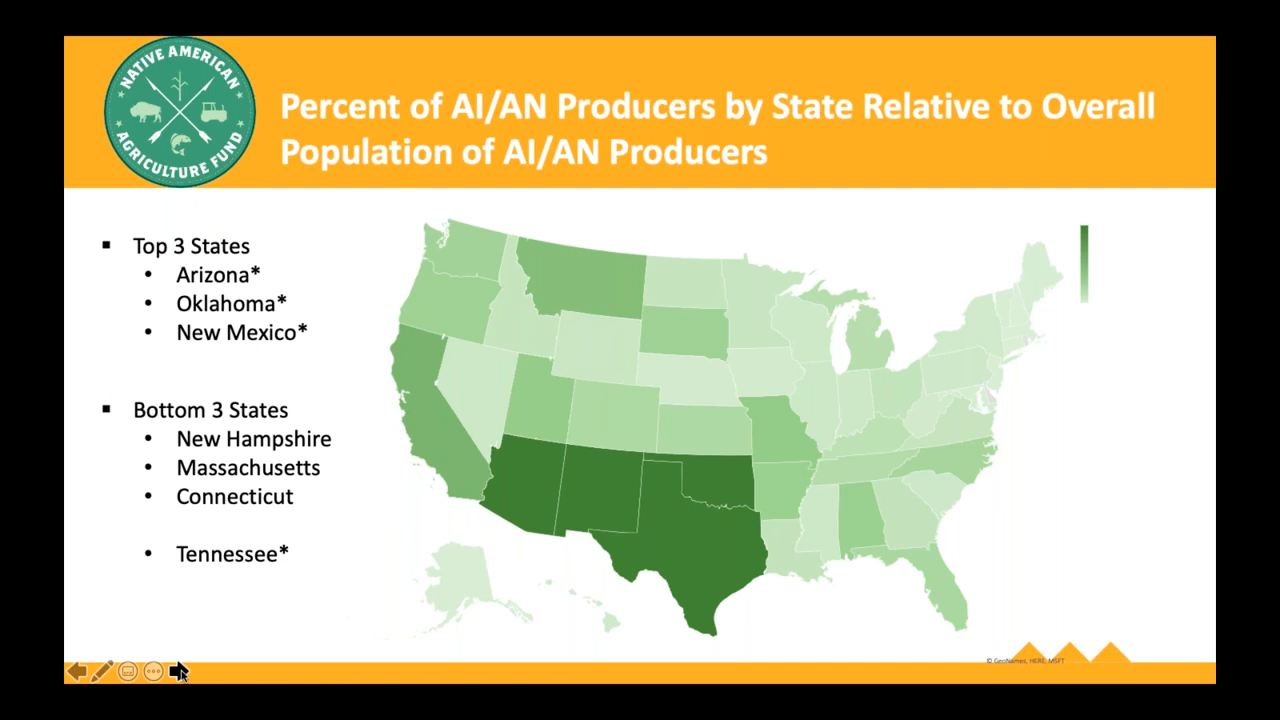 NATIVE AMERICAN
AGRICULTURE FUND
Percent of AI/AN Producers by State Relative to Overall
Population of AI/AN Producers
▪ Top 3 States
• Arizona*
• Oklahoma*
• New Mexico*
▪ Bottom 3 States
• New Hampshire
• Massachusetts
• Connecticut
• Tennessee*
© GeoNames, HERE, MSFT